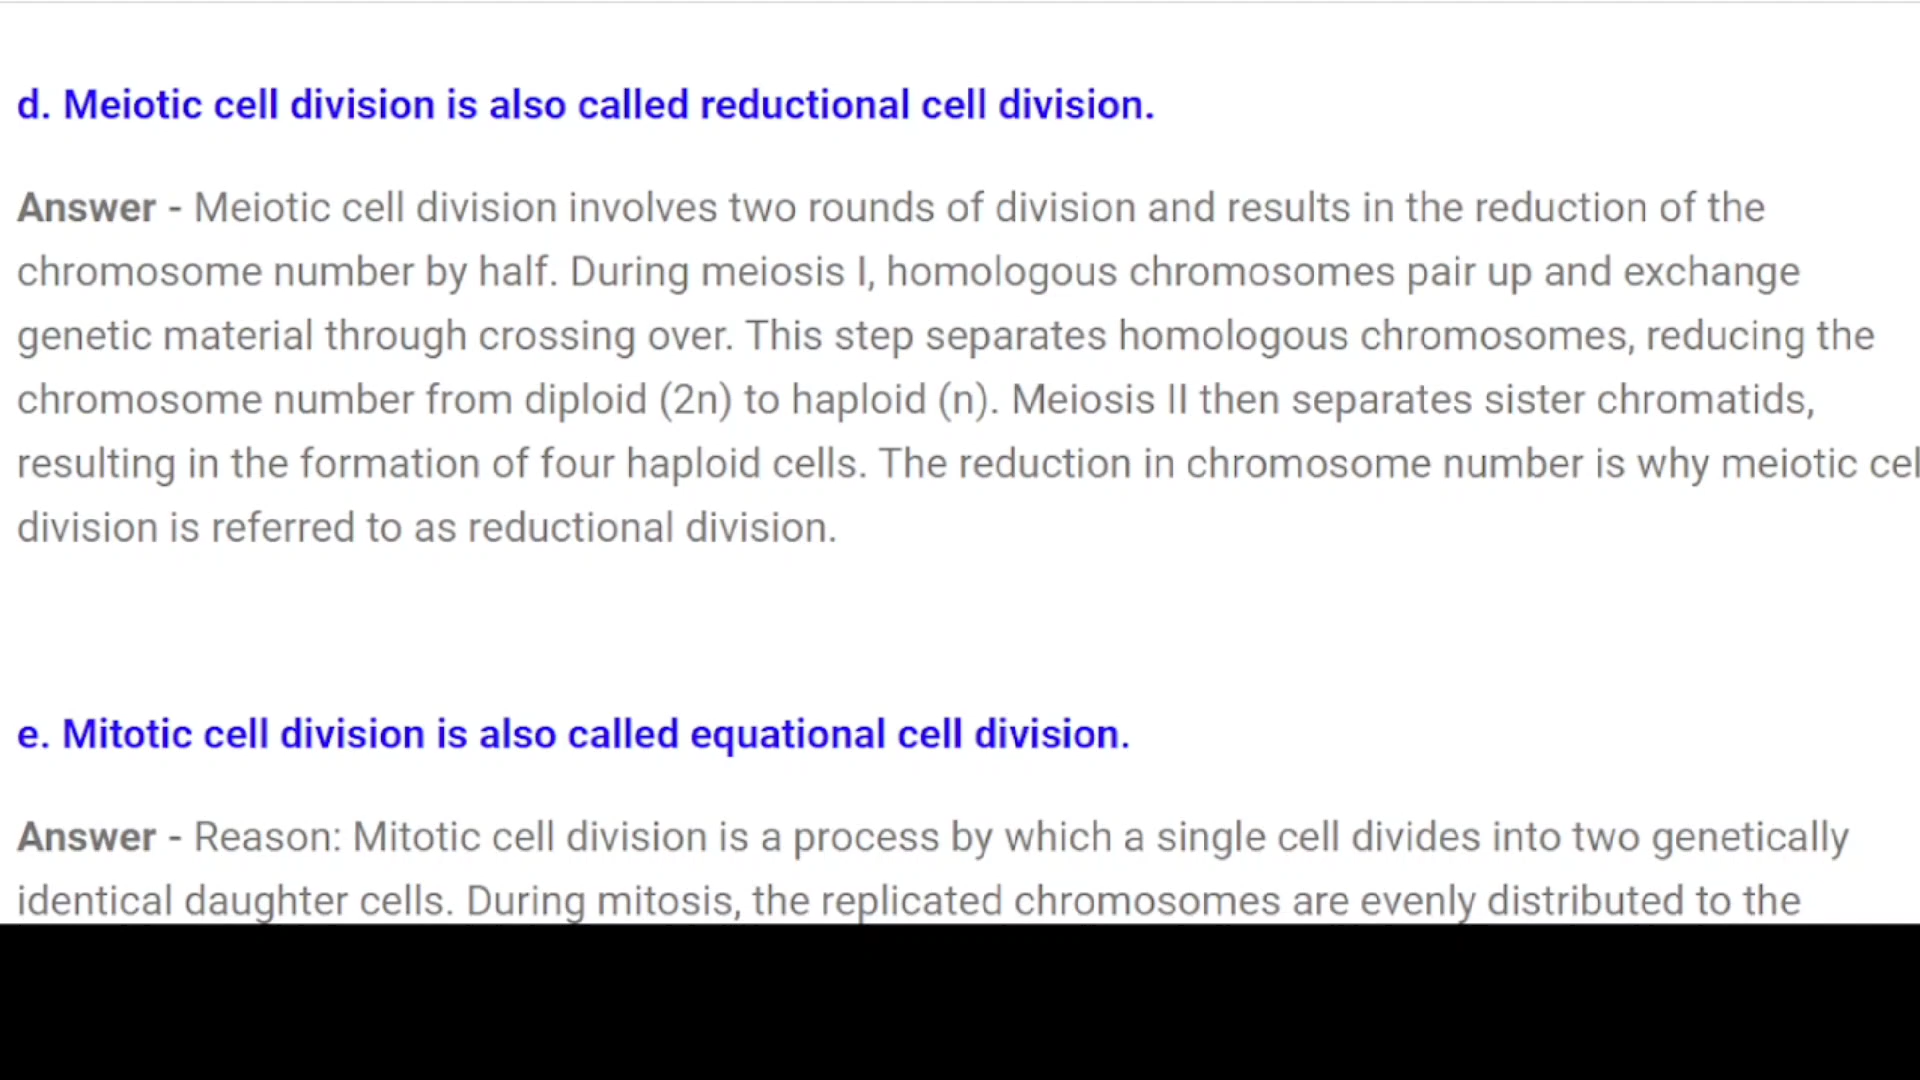 d. Meiotic cell division is also called reductional cell division.
Answer - Meiotic cell division involves two rounds of division and results in the reduction of the
chromosome number by half. During meiosis I, homologous chromosomes pair up and exchange
genetic material through crossing over. This step separates homologous chromosomes, reducing the
chromosome number from diploid (2n) to haploid (n). Meiosis II then separates sister chromatids,
resulting in the formation of four haploid cells. The reduction in chromosome number is why meiotic cel
division is referred to as reductional division.
e. Mitotic cell division is also called equational cell division.
Answer - Reason: Mitotic cell division is a process by which a single cell divides into two genetically
identical daughter cells. During mitosis, the replicated chromosomes are evenly distributed to the